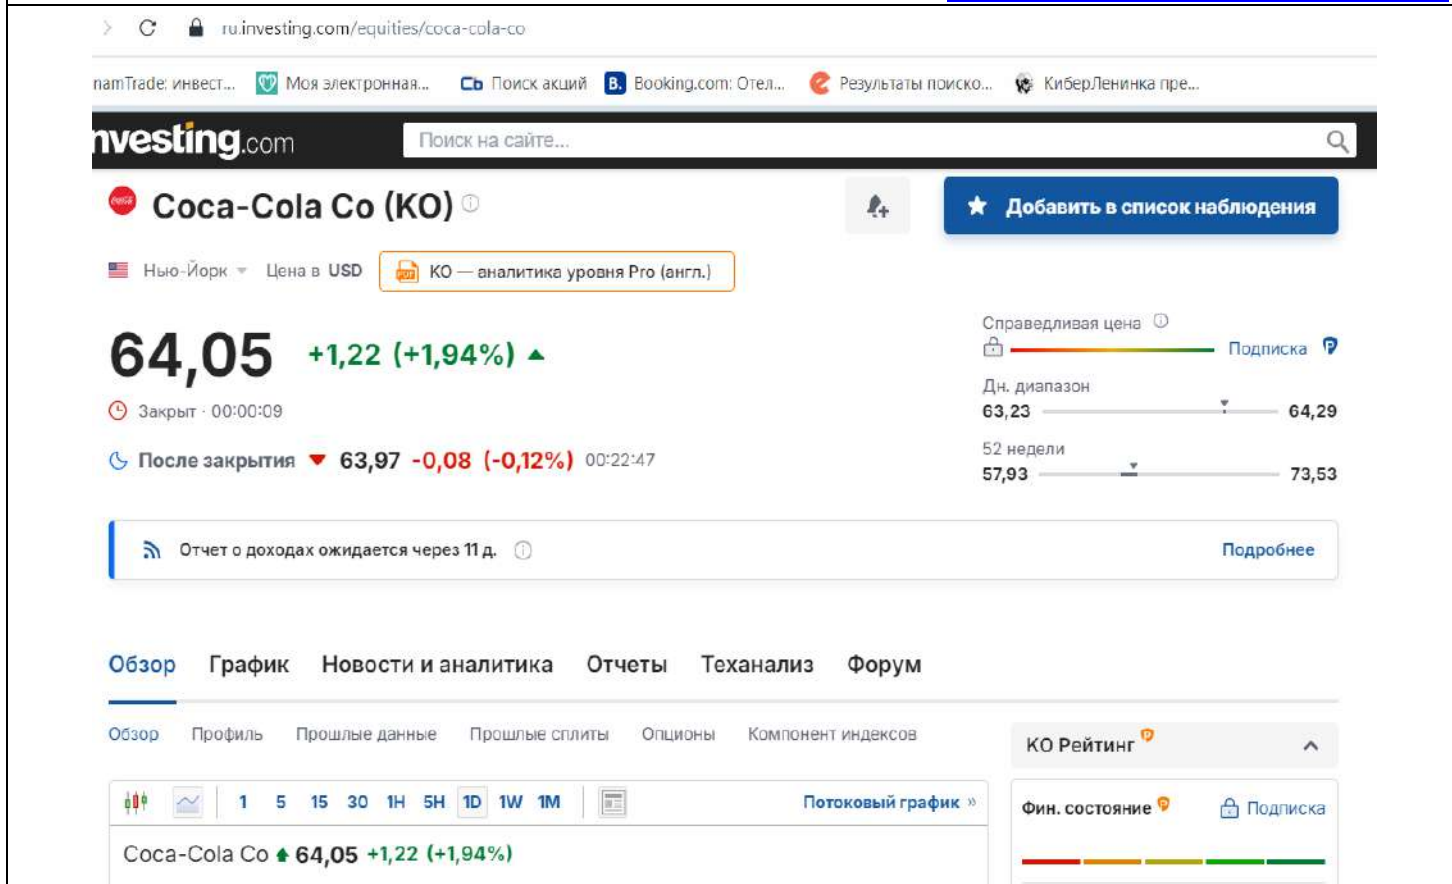 ru.investing.com/equities/coca-cola-co
namTrade: инвест... Моя электронная... Сb Поиск акций B. Booking.com: Отел... Результаты поиско... КиберЛенинка пре...
nvesting.com Поиск на сайте...
Coca-Cola Co (KO) Добавить в список наблюдения
Нью-Йорк Цена в USD PDF KO — аналитика уровня Pro (англ.)
Справедливая цена
64,05 +1,22 (+1,94%) Подписка
Дн. диапазон
Закрыт · 00:00:09 63,23 64,29
52 недели
После закрытия 63,97 -0,08 (-0,12%) 00:22:47 57,93 73,53
Отчет о доходах ожидается через 11 д. Подробнее
Обзор График Новости и аналитика Отчеты Теханализ Форум
Обзор Профиль Прошлые данные Прошлые сплиты Опционы Компонент индексов
KO Рейтинг
1 5 15 30 1H 5H 1D 1W 1M Потоковый график »
Фин. состояние Подписка
Coca-Cola Co 64,05 +1,22 (+1,94%)